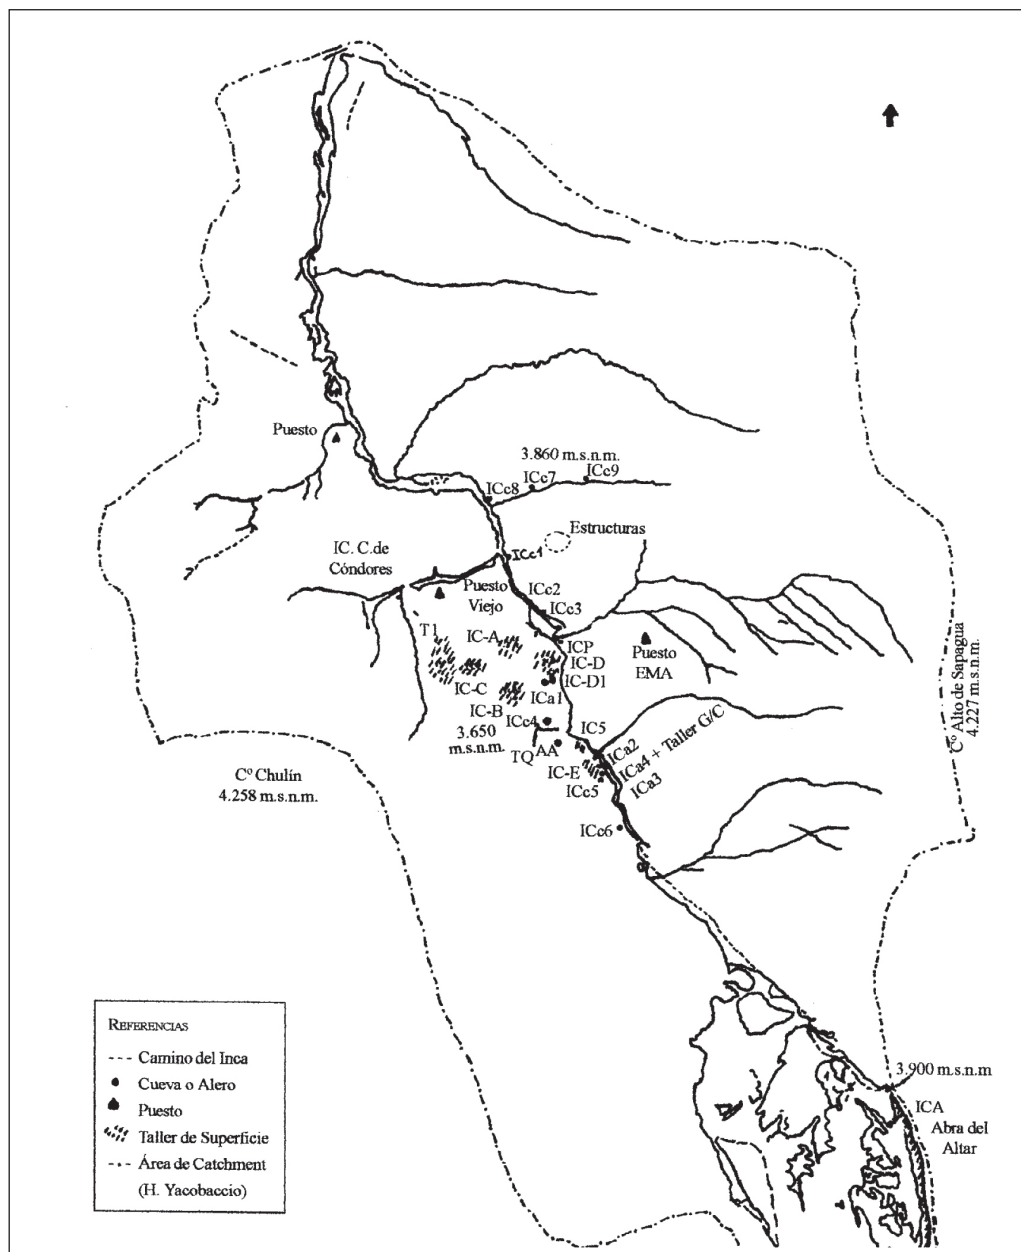 Puesto
3.860 m.s.n.m.
ICc9
ICc7
ICc8
Estructuras
IC. C.de
Cóndores
ICc1
Puesto
Viejo
ICc2
ICc3
T1
IC-A
ICP
IC-D
IC-D1
Puesto
EMA
IC-C
ICa1
IC-B
ICc4
3.650
m.s.n.m.
IC5
TQ
AA
ICa2
ICa4 + Taller G/C
ICa3
IC-E
ICc5
ICc6
Cº Alto de Sapagua
4.227 m.s.n.m.
Cº Chulín
4.258 m.s.n.m.
3.900 m.s.n.m
ICA
Abra del
Altar
REFERENCIAS
Camino del Inca
Cueva o Alero
Puesto
Taller de Superficie
Área de Catchment
(H. Yacobaccio)